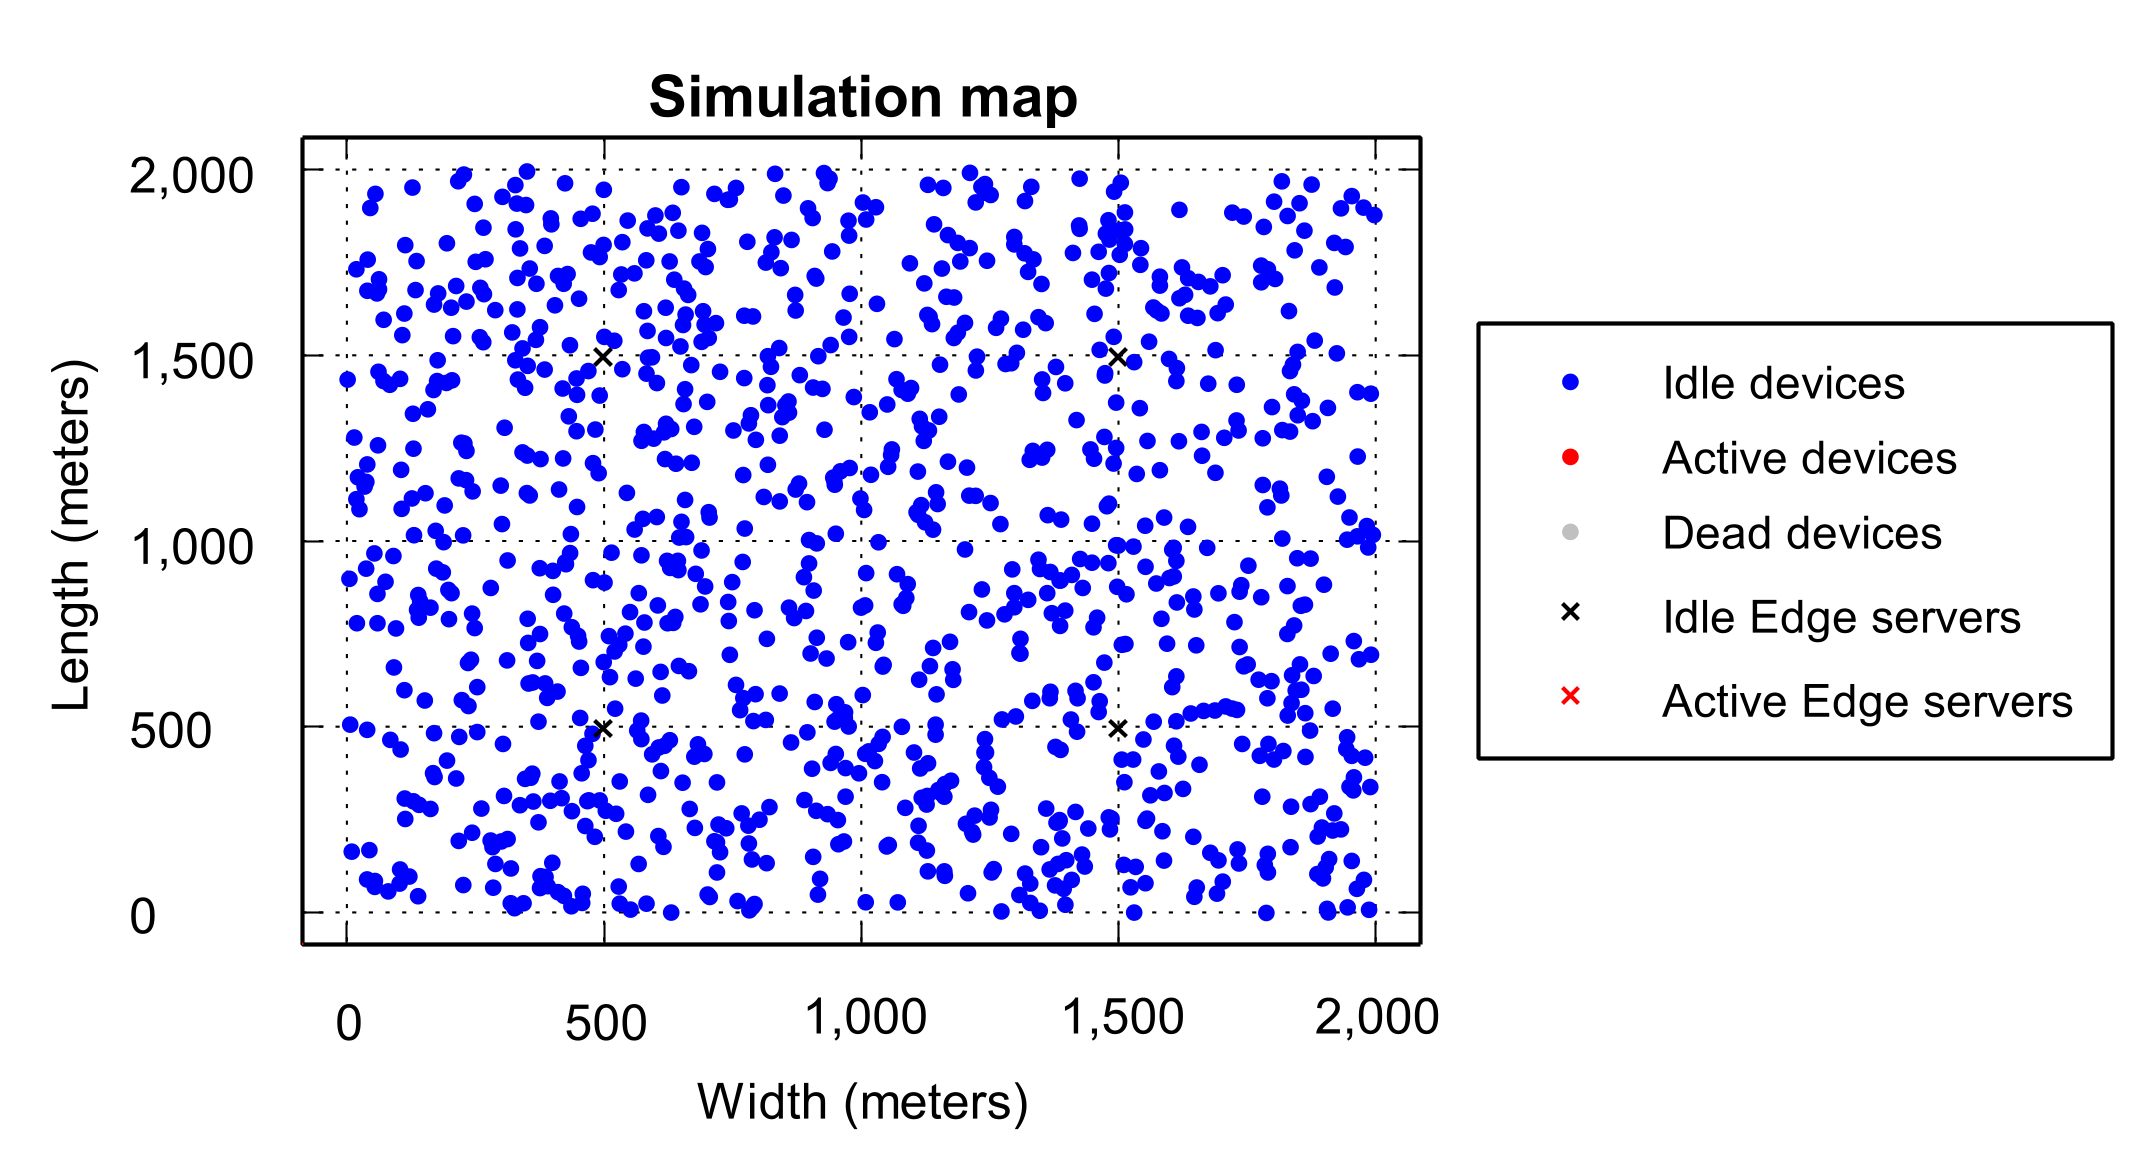 Simulation map
2,000
1,500
1,000
500
0
Length (meters)
0 500 1,000 1,500 2,000
Width (meters)
Idle devices
Active devices
Dead devices
Idle Edge servers
Active Edge servers